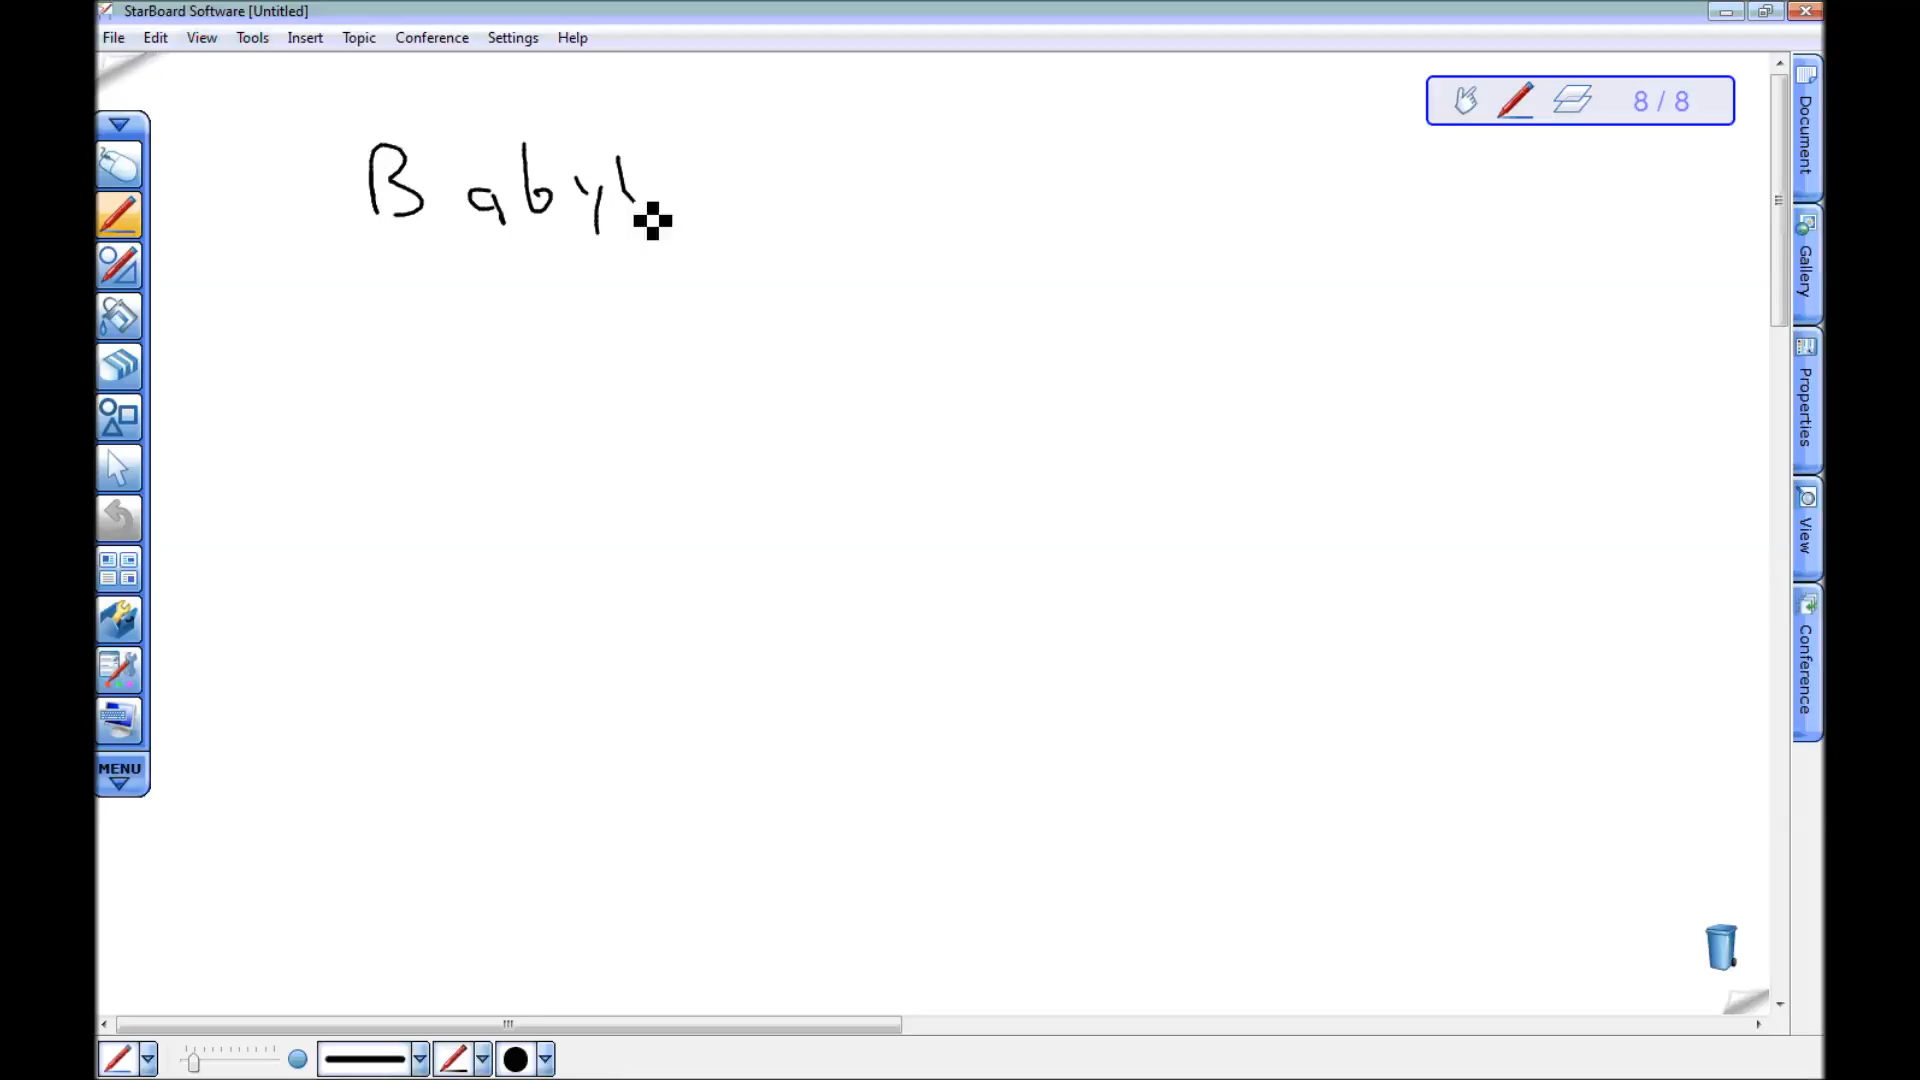 StarBoard Software [Untitled]
File Edit View Tools Insert Topic Conference Settings Help
8 / 8
Babyl
MENU
Document
Gallery
Properties
View
Conference